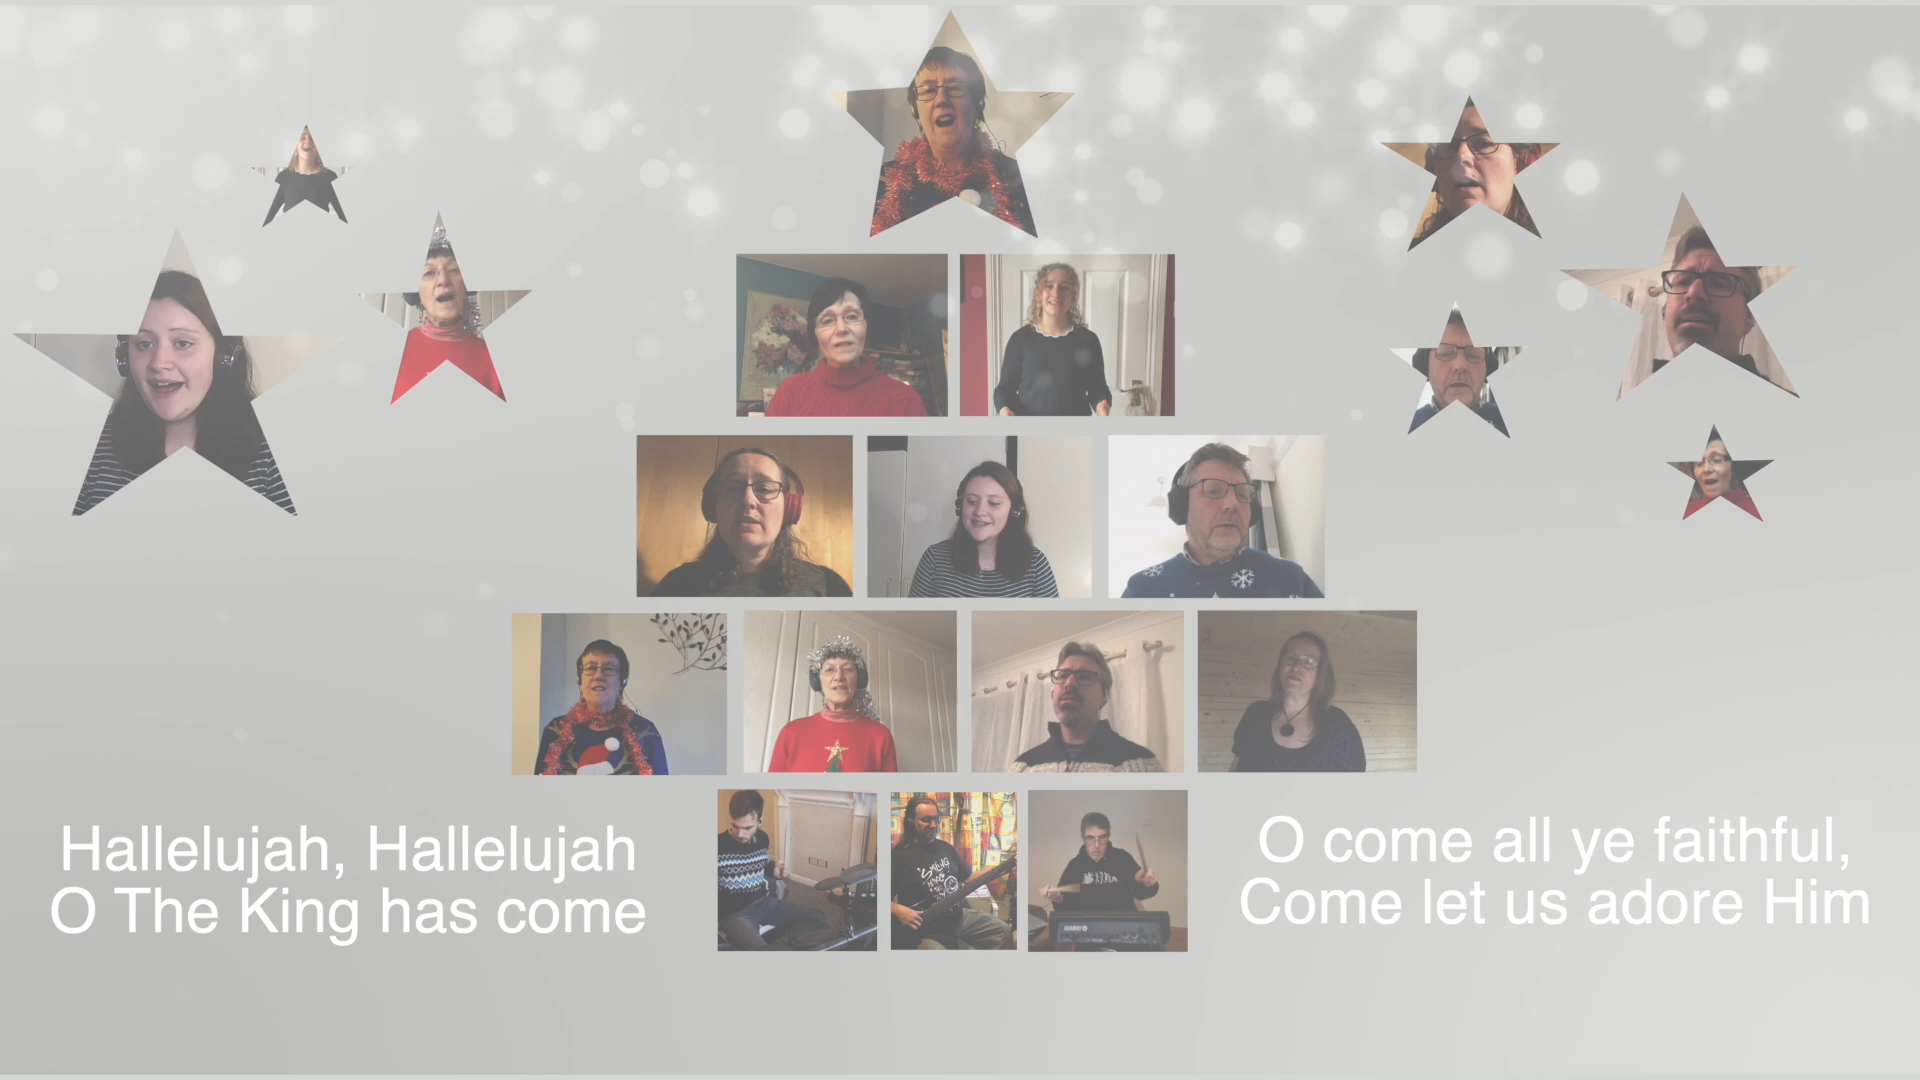 Hallelujah, Hallelujah
O The King has come
O come all ye faithful,
Come let us adore Him